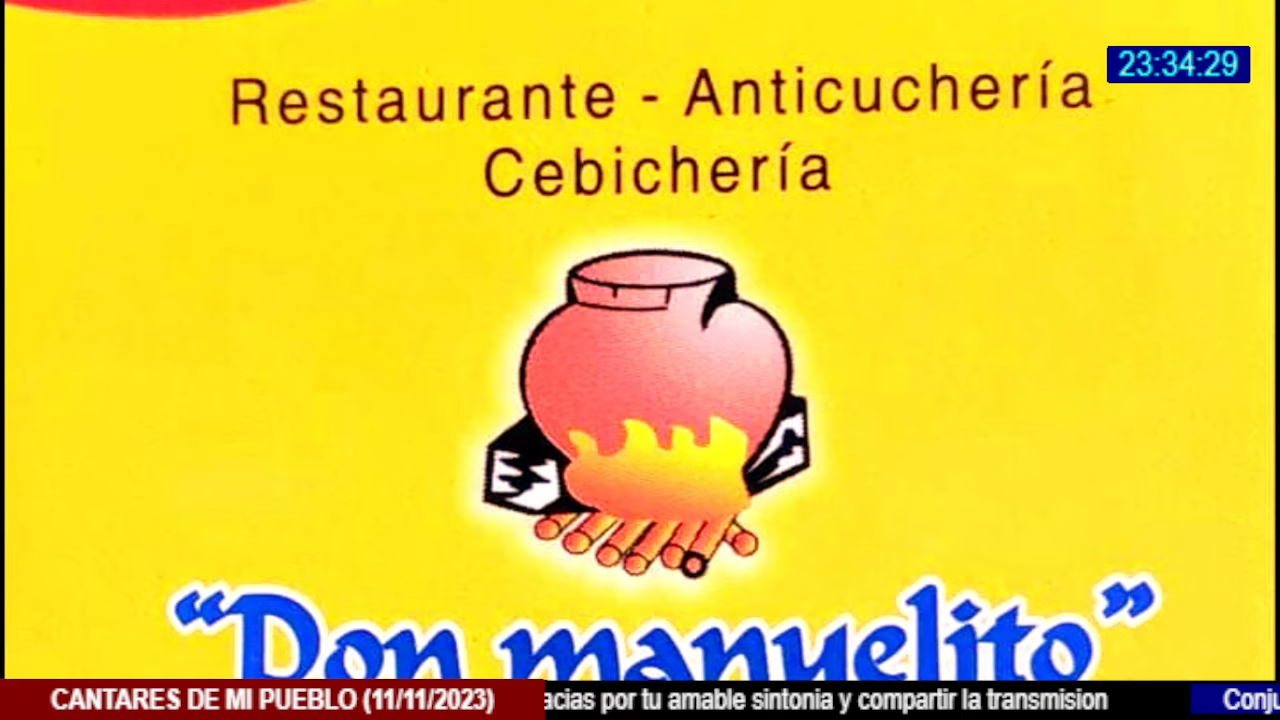 23:34:29
Restaurante - Anticuchería
Cebichería
"Don manuelito"
CANTARES DE MI PUEBLO (11/11/2023) acias por tu amable sintonia y compartir la transmision Conju